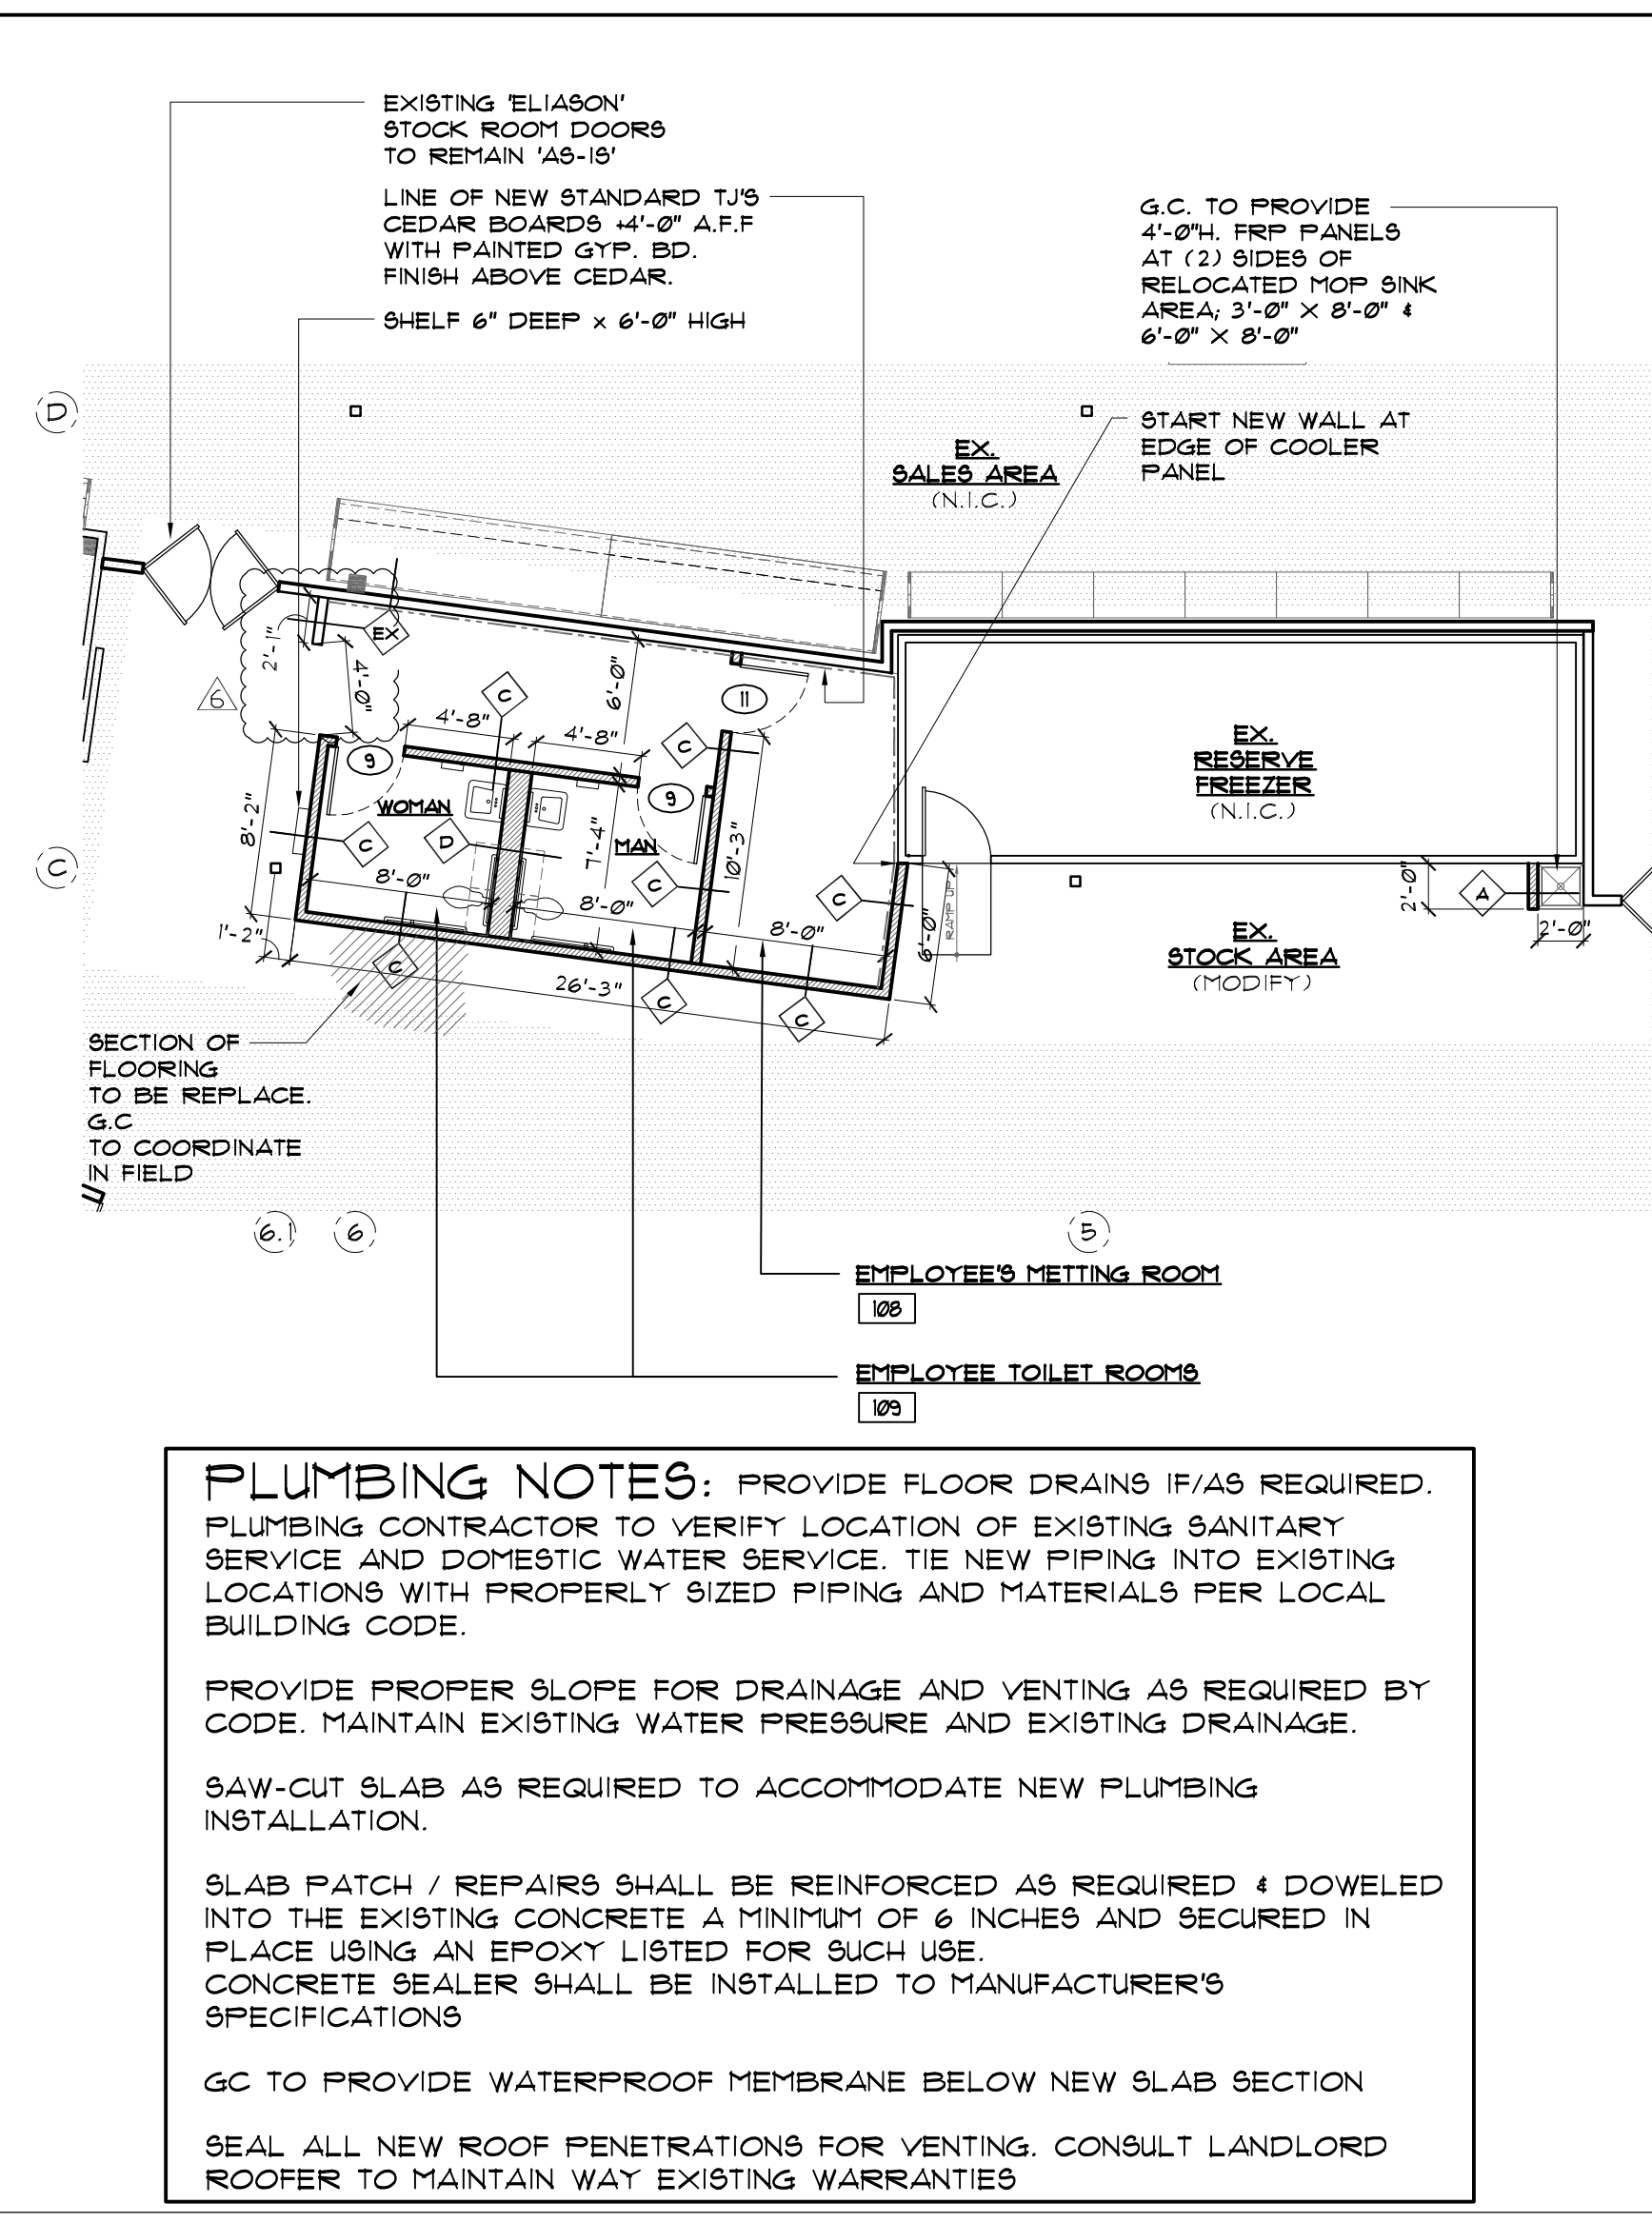 EXISTING 'ELIASON'
STOCK ROOM DOORS
TO REMAIN 'AS-IS'
LINE OF NEW STANDARD TJ'S
CEDAR BOARDS +4'-0" A.F.F
WITH PAINTED GYP. BD.
FINISH ABOVE CEDAR.
SHELF 6" DEEP x 6'-0" HIGH
G.C. TO PROVIDE
4'-0"H. FRP PANELS
AT (2) SIDES OF
RELOCATED MOP SINK
AREA; 3'-0" X 8'-0" &
6'-0" X 8'-0"
D
START NEW WALL AT
EDGE OF COOLER
PANEL
EX.
SALES AREA
(N.I.C.)
2'-1"
EX
4'-0"
6
6'-0"
C
11
4'-8"
4'-8"
C
9
9
EX.
RESERVE
FREEZER
(N.I.C.)
WOMAN
8'-2"
C
D
7'-4"
MAN
10'-3"
C
8'-0"
C
8'-0"
C
8'-0"
6'-0"
RAMP UP
2'-0"
A
2'-0"
1'-2"
C
26'-3"
C
C
EX.
STOCK AREA
(MODIFY)
SECTION OF
FLOORING
TO BE REPLACE.
G.C
TO COORDINATE
IN FIELD
6.1
6
5
EMPLOYEE'S METTING ROOM
108
EMPLOYEE TOILET ROOMS
109
PLUMBING NOTES: PROVIDE FLOOR DRAINS IF/AS REQUIRED.
PLUMBING CONTRACTOR TO VERIFY LOCATION OF EXISTING SANITARY
SERVICE AND DOMESTIC WATER SERVICE. TIE NEW PIPING INTO EXISTING
LOCATIONS WITH PROPERLY SIZED PIPING AND MATERIALS PER LOCAL
BUILDING CODE.
PROVIDE PROPER SLOPE FOR DRAINAGE AND VENTING AS REQUIRED BY
CODE. MAINTAIN EXISTING WATER PRESSURE AND EXISTING DRAINAGE.
SAW-CUT SLAB AS REQUIRED TO ACCOMMODATE NEW PLUMBING
INSTALLATION.
SLAB PATCH / REPAIRS SHALL BE REINFORCED AS REQUIRED & DOWELED
INTO THE EXISTING CONCRETE A MINIMUM OF 6 INCHES AND SECURED IN
PLACE USING AN EPOXY LISTED FOR SUCH USE.
CONCRETE SEALER SHALL BE INSTALLED TO MANUFACTURER'S
SPECIFICATIONS
GC TO PROVIDE WATERPROOF MEMBRANE BELOW NEW SLAB SECTION
SEAL ALL NEW ROOF PENETRATIONS FOR VENTING. CONSULT LANDLORD
ROOFER TO MAINTAIN WAY EXISTING WARRANTIES